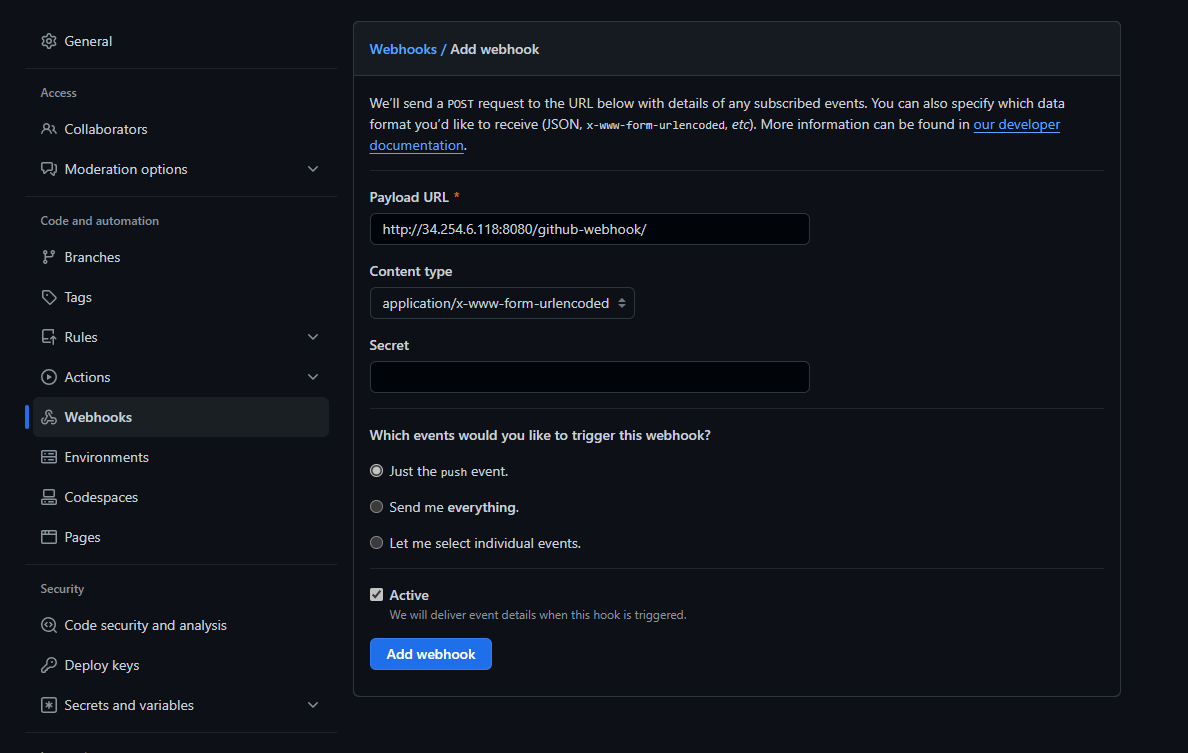 General
Access
Collaborators
Moderation options
Code and automation
Branches
Tags
Rules
Actions
Webhooks
Environments
Codespaces
Pages
Security
Code security and analysis
Deploy keys
Secrets and variables
Webhooks / Add webhook
We'll send a POST request to the URL below with details of any subscribed events. You can also specify which data
format you'd like to receive (JSON, x-www-form-urlencoded, etc). More information can be found in our developer
documentation.
Payload URL *
http://34.254.6.118:8080/github-webhook/
Content type
application/x-www-form-urlencoded
Secret
Which events would you like to trigger this webhook?
Just the push event.
Send me everything.
Let me select individual events.
Active
We will deliver event details when this hook is triggered.
Add webhook